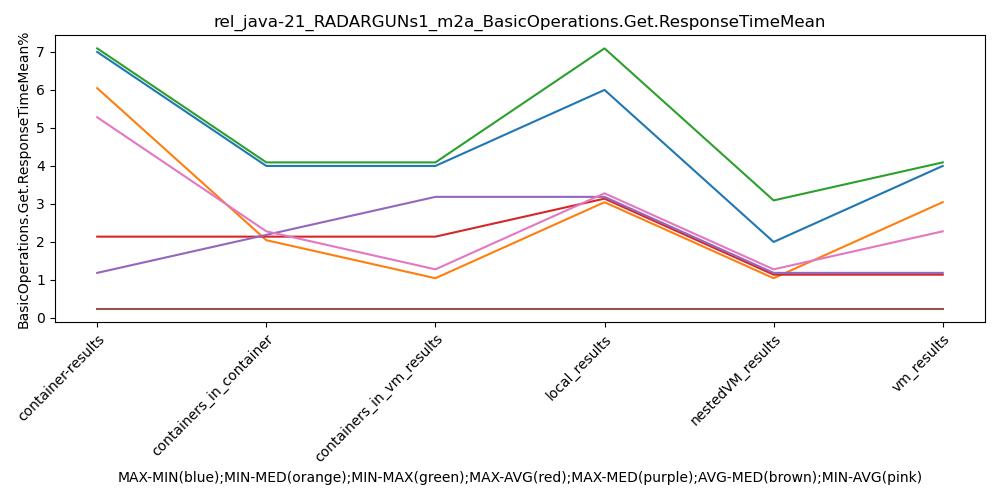 rel_java-21_RADARGUNs1_m2a_BasicOperations.Get.ResponseTimeMean
BasicOperations.Get.ResponseTimeMean%
7
6
5
4
3
2
1
0
container-results
containers_in_container
containers_in_vm_results
local_results
nestedVM_results
vm_results
MAX-MIN(blue);MIN-MED(orange);MIN-MAX(green);MAX-AVG(red);MAX-MED(purple);AVG-MED(brown);MIN-AVG(pink)